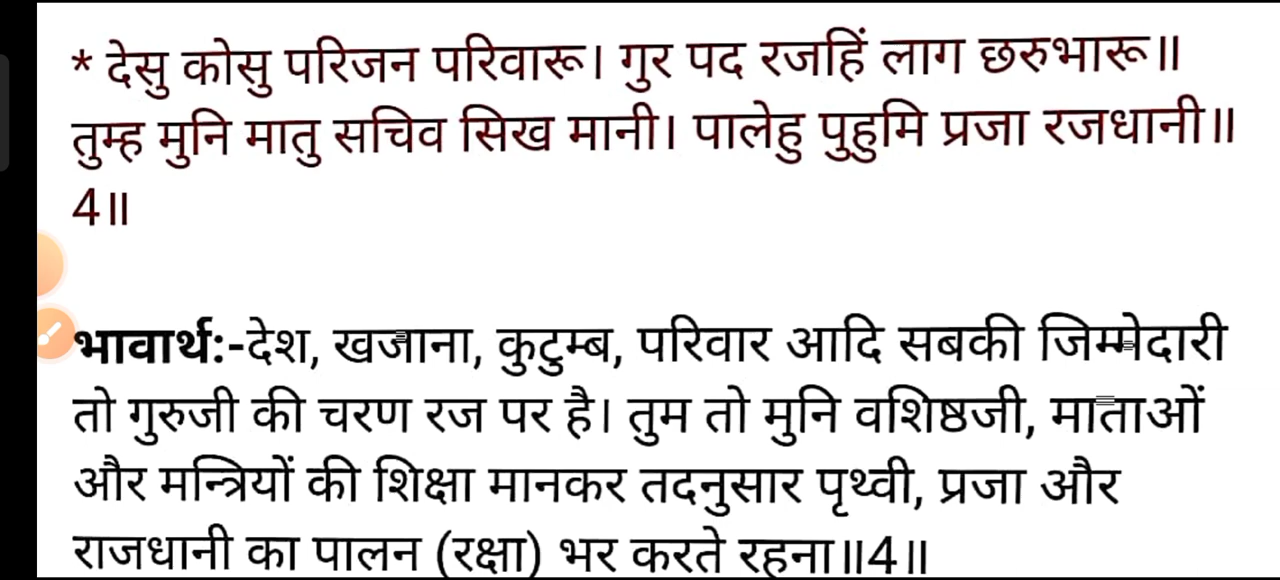 * देसु कोसु परिजन परिवारू। गुर पद रजहिं लाग छरुभारू॥
तुम्ह मुनि मातु सचिव सिख मानी। पालेहु पुहुमि प्रजा रजधानी॥
4॥
भावार्थ:-देश, खजाना, कुटुम्ब, परिवार आदि सबकी जिम्मेदारी
तो गुरुजी की चरण रज पर है। तुम तो मुनि वशिष्ठजी, माताओं
और मन्त्रियों की शिक्षा मानकर तदनुसार पृथ्वी, प्रजा और
राजधानी का पालन (रक्षा) भर करते रहना॥4॥